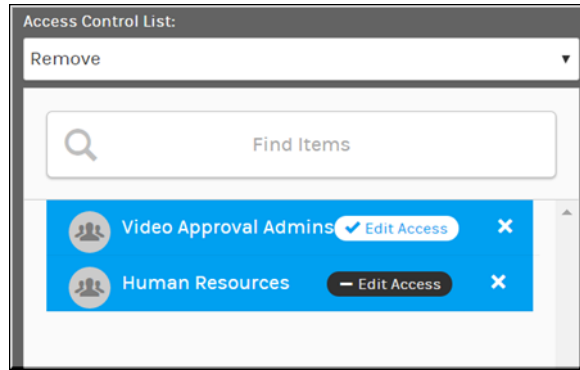 Access Control List:
Remove
Find Items
Video Approval Admins Edit Access
Human Resources Edit Access